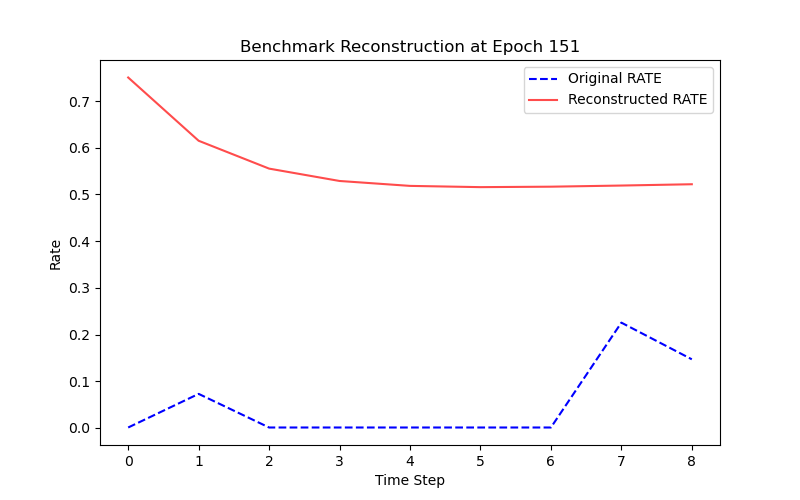 Benchmark Reconstruction at Epoch 151
Original RATE
Reconstructed RATE
0.7
0.6
0.5
0.4
0.3
0.2
0.1
0.0
Rate
0 1 2 3 4 5 6 7 8
Time Step